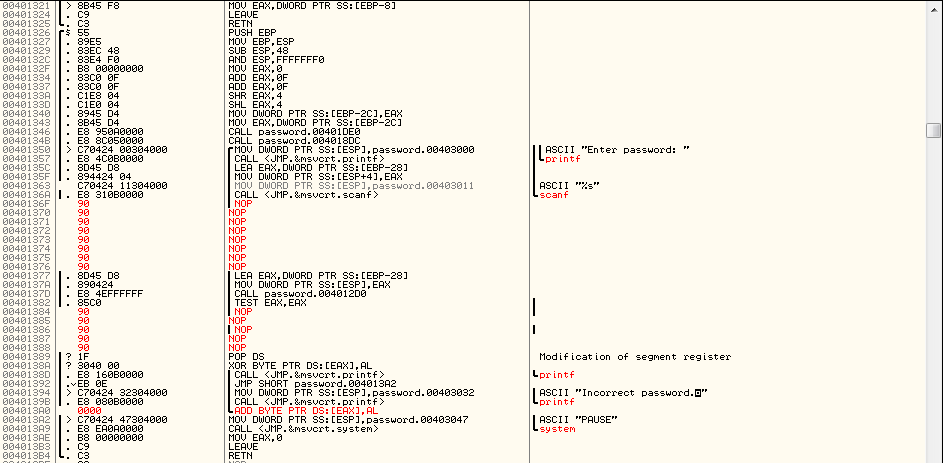 00401321 > 8B45 F8 MOV EAX,DWORD PTR SS:[EBP-8]
00401324 . C9 LEAVE
00401325 . C3 RETN
00401326 $ 55 PUSH EBP
00401327 . 89E5 MOV EBP,ESP
00401329 . 83EC 48 SUB ESP,48
0040132C . 83E4 F0 AND ESP,FFFFFFF0
0040132F . B8 00000000 MOV EAX,0
00401334 . 83C0 0F ADD EAX,0F
00401337 . 83C0 0F ADD EAX,0F
0040133A . C1E8 04 SHR EAX,4
0040133D . C1E0 04 SHL EAX,4
00401340 . 8945 D4 MOV DWORD PTR SS:[EBP-2C],EAX
00401343 . 8B45 D4 MOV EAX,DWORD PTR SS:[EBP-2C]
00401346 . E8 950A0000 CALL password.00401DE0
0040134B . E8 8C050000 CALL password.004018DC
00401350 > C70424 00304000 MOV DWORD PTR SS:[ESP],password.00403000 ASCII "Enter password: "
00401357 . E8 4C0B0000 CALL <JMP.&msvcrt.printf> printf
0040135C . 8D45 D8 LEA EAX,DWORD PTR SS:[EBP-28]
0040135F . 894424 04 MOV DWORD PTR SS:[ESP+4],EAX
00401363 C70424 11304000 MOV DWORD PTR SS:[ESP],password.00403011 ASCII "%s"
0040136A . E8 310B0000 CALL <JMP.&msvcrt.scanf> scanf
0040136F 90 NOP
00401370 90 NOP
00401371 90 NOP
00401372 90 NOP
00401373 90 NOP
00401374 90 NOP
00401375 90 NOP
00401376 90 NOP
00401377 . 8D45 D8 LEA EAX,DWORD PTR SS:[EBP-28]
0040137A . 890424 MOV DWORD PTR SS:[ESP],EAX
0040137D . E8 4EFFFFFF CALL password.004012D0
00401382 . 85C0 TEST EAX,EAX
00401384 90 NOP
00401385 90 NOP
00401386 90 NOP
00401387 90 NOP
00401388 90 NOP
00401389 ? 1F POP DS Modification of segment register
0040138A ? 3040 00 XOR BYTE PTR DS:[EAX],AL
0040138D . E8 160B0000 CALL <JMP.&msvcrt.printf> printf
00401392 . EB 0E JMP SHORT password.004013A2
00401394 > C70424 32304000 MOV DWORD PTR SS:[ESP],password.00403032 ASCII "Incorrect password.◘"
0040139B . E8 080B0000 CALL <JMP.&msvcrt.printf> printf
004013A0 0000 ADD BYTE PTR DS:[EAX],AL
004013A2 > C70424 47304000 MOV DWORD PTR SS:[ESP],password.00403047 ASCII "PAUSE"
004013A9 . E8 EA0A0000 CALL <JMP.&msvcrt.system> system
004013AE . B8 00000000 MOV EAX,0
004013B3 . C9 LEAVE
004013B4 . C3 RETN